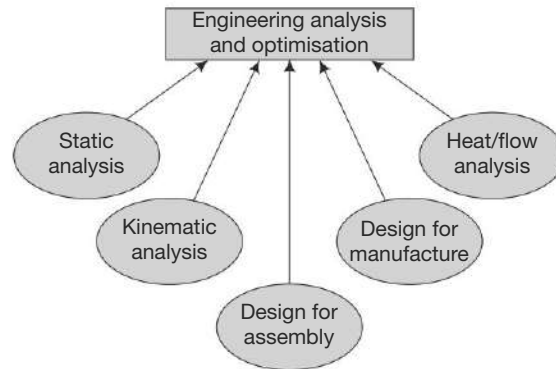 Engineering analysis
and optimisation
Static
analysis
Heat/flow
analysis
Kinematic
analysis
Design for
manufacture
Design for
assembly